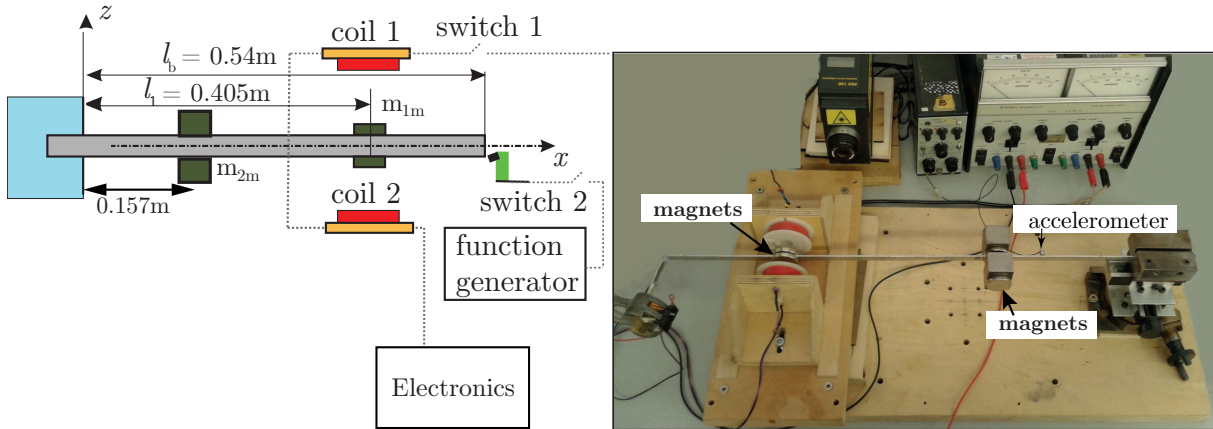 z
coil 1
switch 1
l_b = 0.54m
l_1 = 0.405m
m_1m
x
m_2m
0.157m
coil 2
switch 2
function
generator
Electronics
magnets
accelerometer
magnets